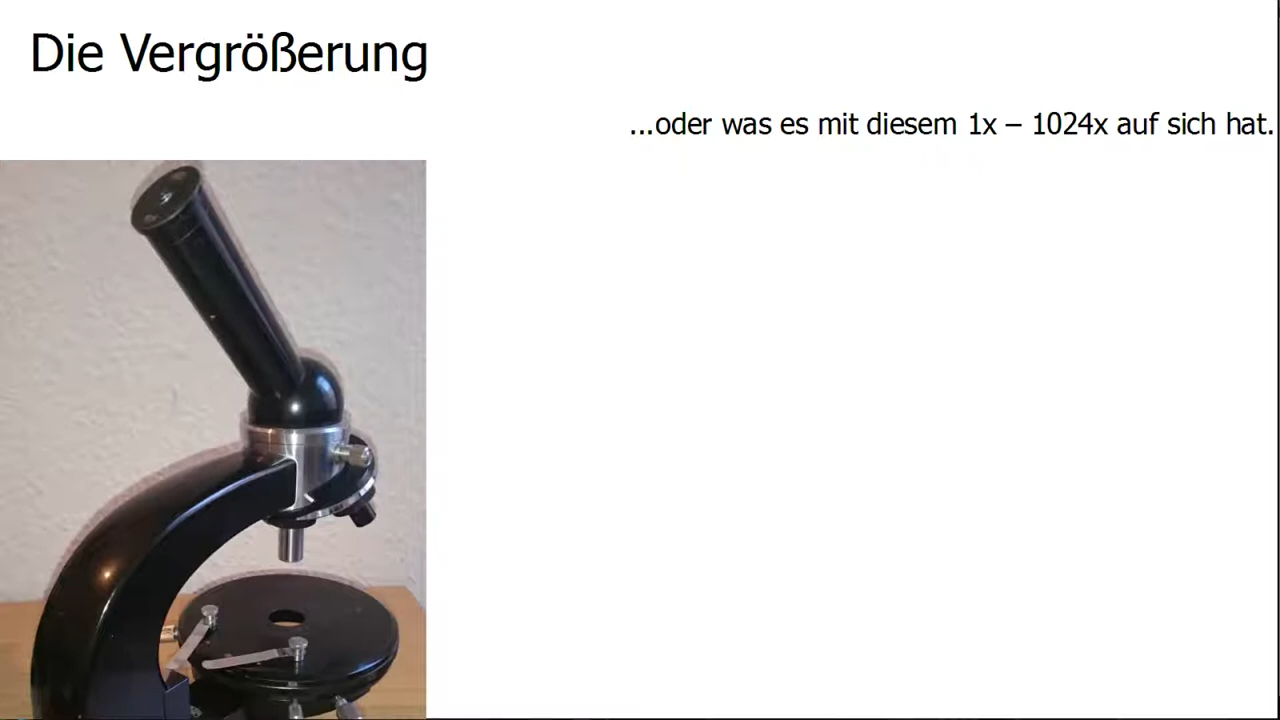 Die Vergrößerung
...oder was es mit diesem 1x – 1024x auf sich hat.